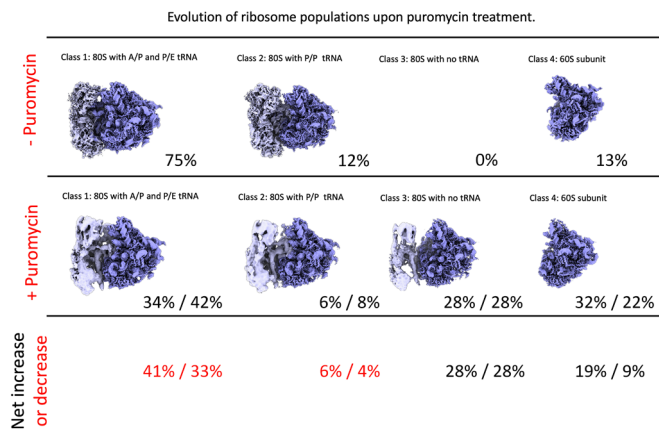 Evolution of ribosome populations upon puromycin treatment.
Class 1: 80S with A/P and P/E tRNA
Class 2: 80S with P/P tRNA
Class 3: 80S with no tRNA
Class 4: 60S subunit
- Puromycin
75%
12%
0%
13%
Class 1: 80S with A/P and P/E tRNA
Class 2: 80S with P/P tRNA
Class 3: 80S with no tRNA
Class 4: 60S subunit
+ Puromycin
34% / 42%
6% / 8%
28% / 28%
32% / 22%
Net increase
or decrease
41% / 33%
6% / 4%
28% / 28%
19% / 9%